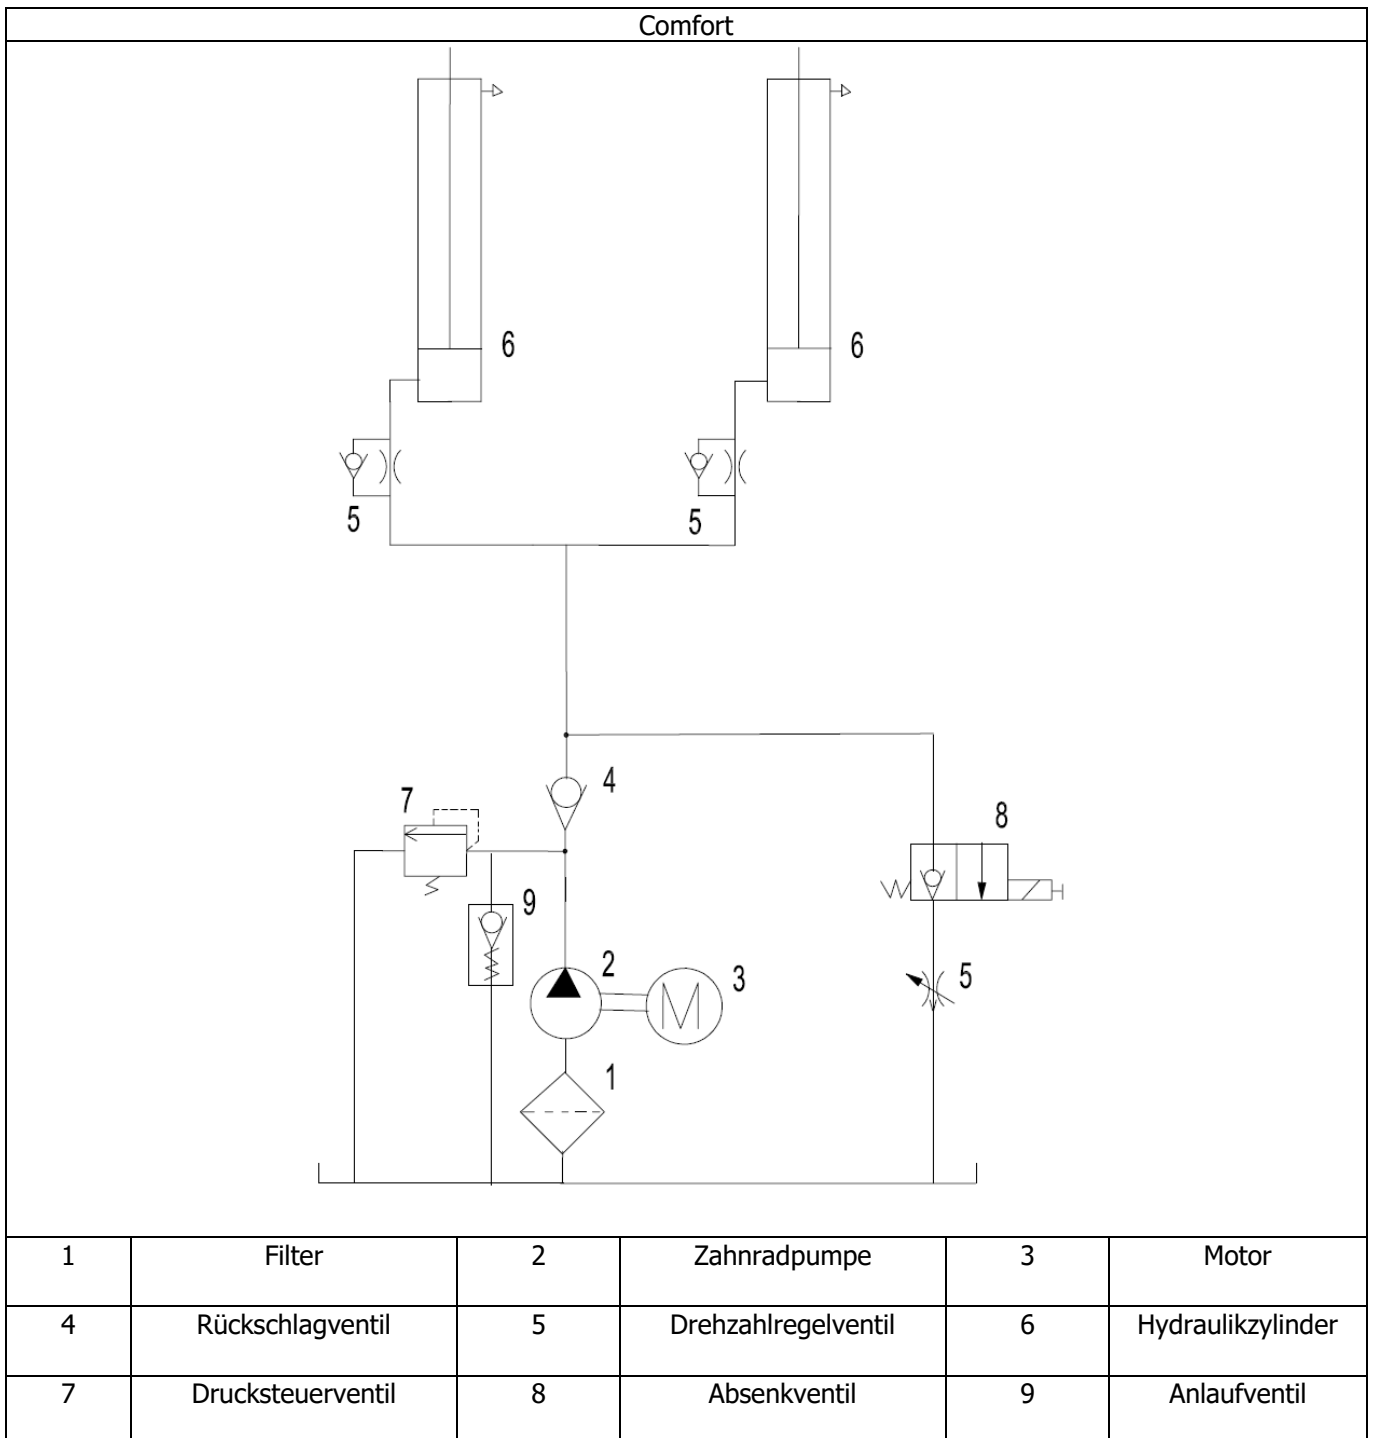 Comfort
6
6
5
5
4
7
8
9
2
3
5
1
M
1 Filter 2 Zahnradpumpe 3 Motor
4 Rückschlagventil 5 Drehzahlregelventil 6 Hydraulikzylinder
7 Drucksteuerventil 8 Absenkventil 9 Anlaufventil